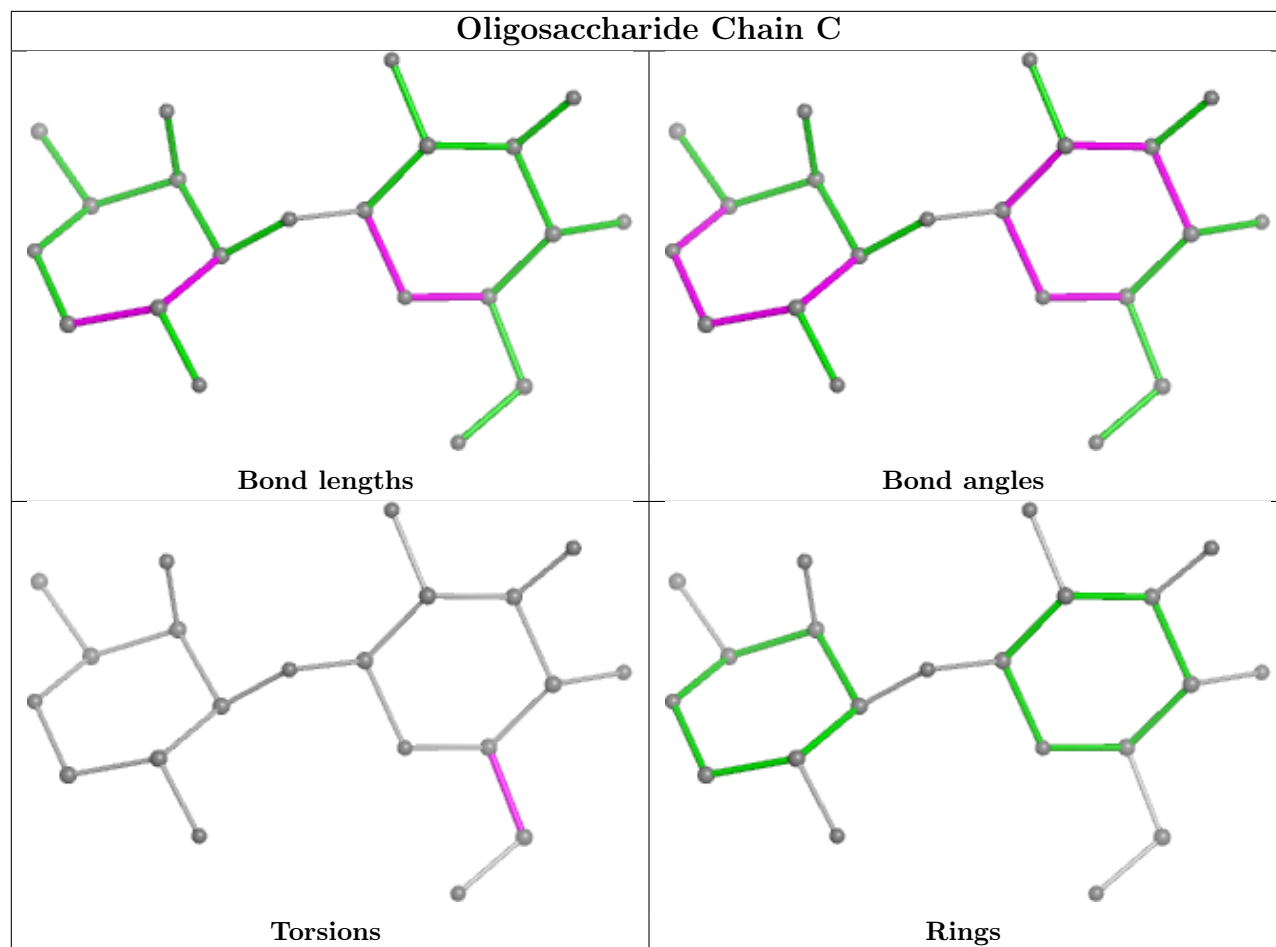 Oligosaccharide Chain C
Bond lengths
Bond angles
Torsions
Rings